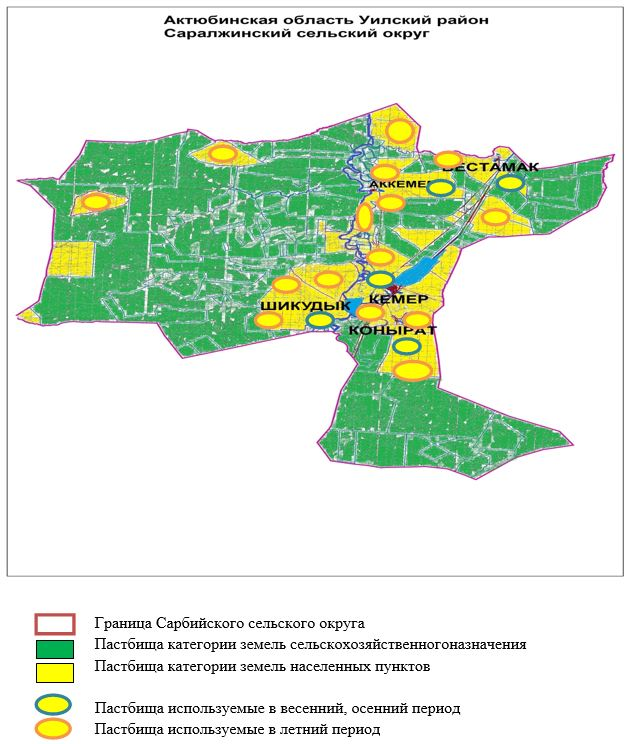 Актюбинская область Уилский район
Саралжинский сельский округ
БЕСТАМАК
АККЕМЕР
ШИКУДЫК
КЕМЕР
КОНЫРАТ
Граница Сарбийского сельского округа
Пастбища категории земель сельскохозяйственногоназначения
Пастбища категории земель населенных пунктов
Пастбища используемые в весенний, осенний период
Пастбища используемые в летний период